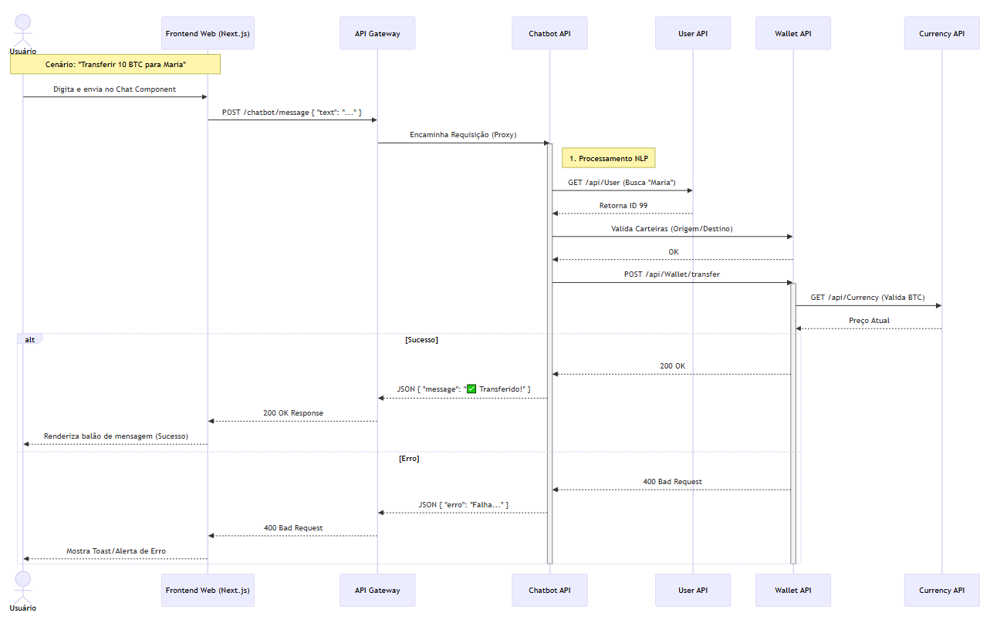 Usuário
Frontend Web (Next.js)
API Gateway
Chatbot API
User API
Wallet API
Currency API
Cenário: "Transferir 10 BTC para Maria"
Digita e envia no Chat Component
POST /chatbot/message { "text": "..." }
Encaminha Requisição (Proxy)
1. Processamento NLP
GET /api/User (Busca "Maria")
Retorna ID 99
Valida Carteiras (Origem/Destino)
OK
POST /api/Wallet/transfer
GET /api/Currency (Valida BTC)
Preço Atual
alt
[Sucesso]
200 OK
JSON { "message": "✅ Transferido!" }
200 OK Response
Renderiza balão de mensagem (Sucesso)
[Erro]
400 Bad Request
JSON { "erro": "Falha..." }
400 Bad Request
Mostra Toast/Alerta de Erro
Usuário
Frontend Web (Next.js)
API Gateway
Chatbot API
User API
Wallet API
Currency API